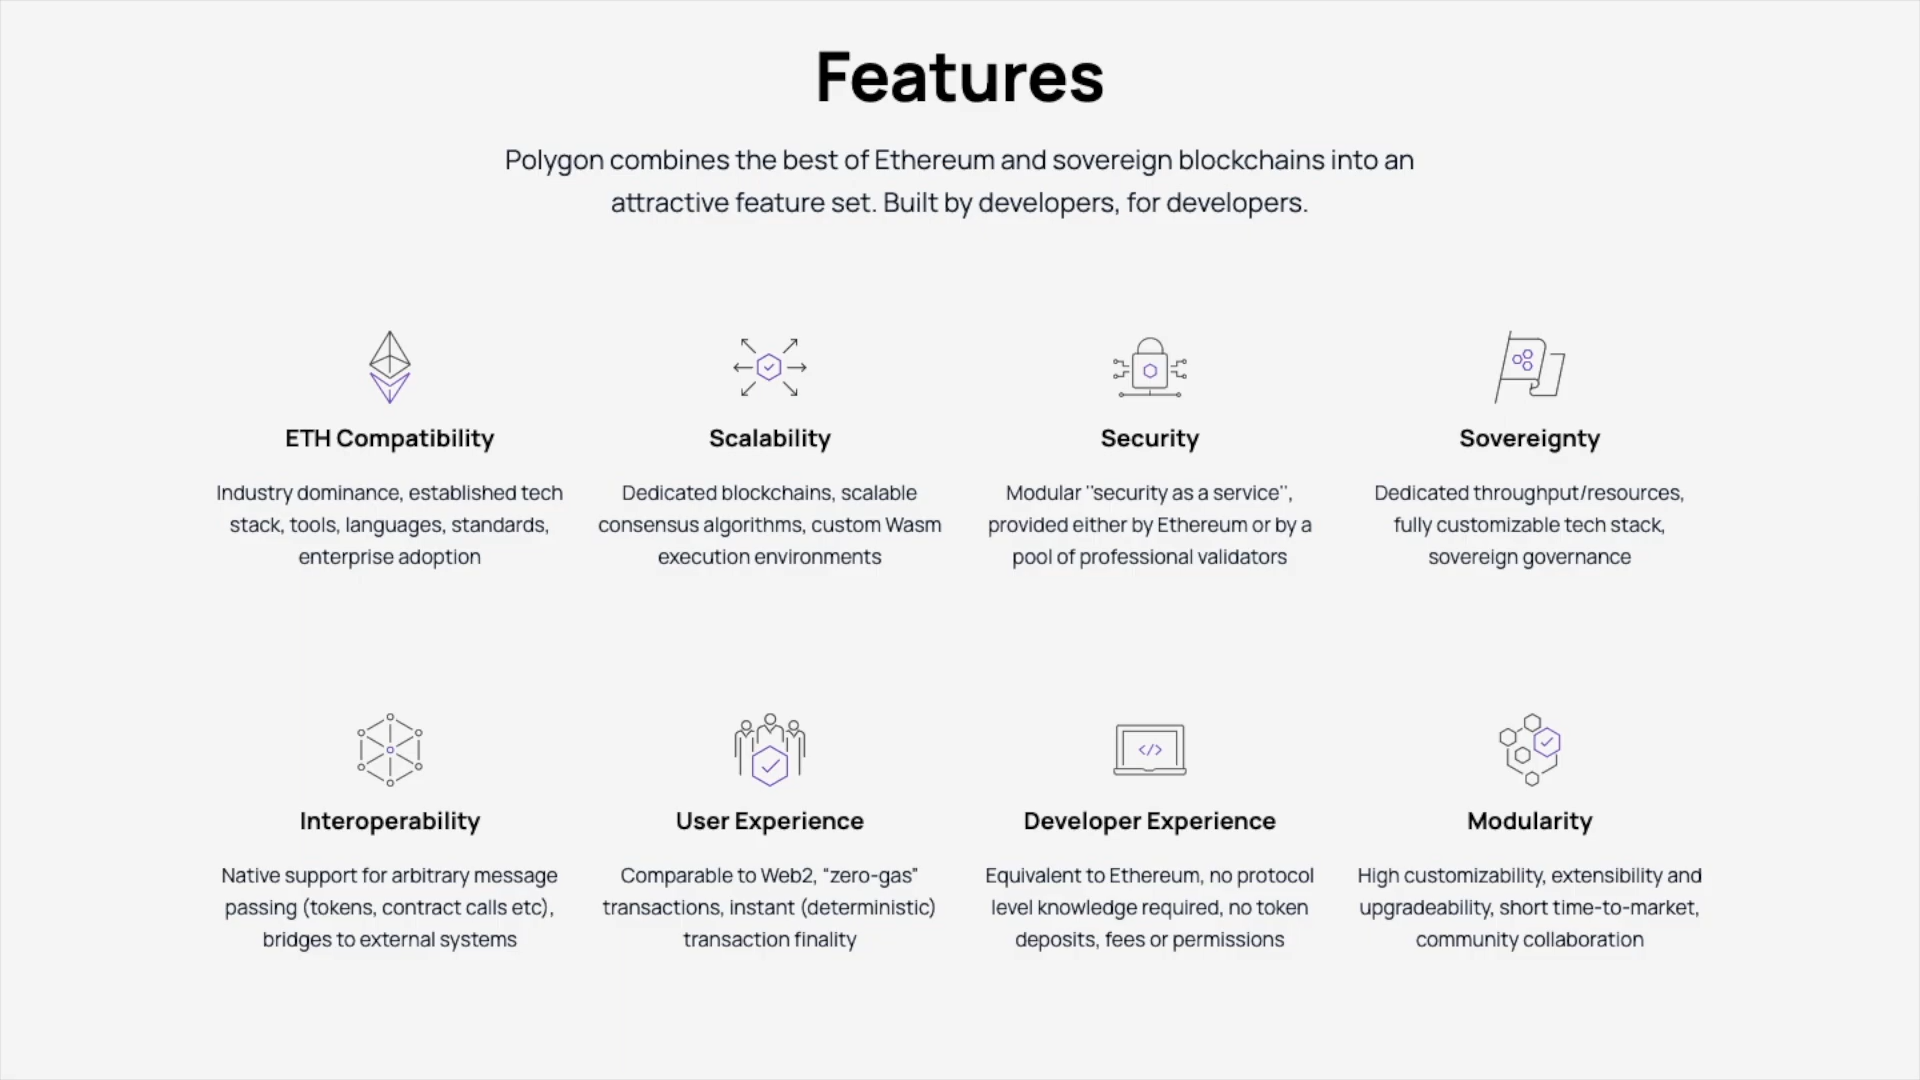 Features
Polygon combines the best of Ethereum and sovereign blockchains into an
attractive feature set. Built by developers, for developers.
ETH Compatibility
Industry dominance, established tech
stack, tools, languages, standards,
enterprise adoption
Scalability
Dedicated blockchains, scalable
consensus algorithms, custom Wasm
execution environments
Security
Modular "security as a service",
provided either by Ethereum or by a
pool of professional validators
Sovereignty
Dedicated throughput/resources,
fully customizable tech stack,
sovereign governance
Interoperability
Native support for arbitrary message
passing (tokens, contract calls etc),
bridges to external systems
User Experience
Comparable to Web2, “zero-gas”
transactions, instant (deterministic)
transaction finality
</>
Developer Experience
Equivalent to Ethereum, no protocol
level knowledge required, no token
deposits, fees or permissions
Modularity
High customizability, extensibility and
upgradeability, short time-to-market,
community collaboration